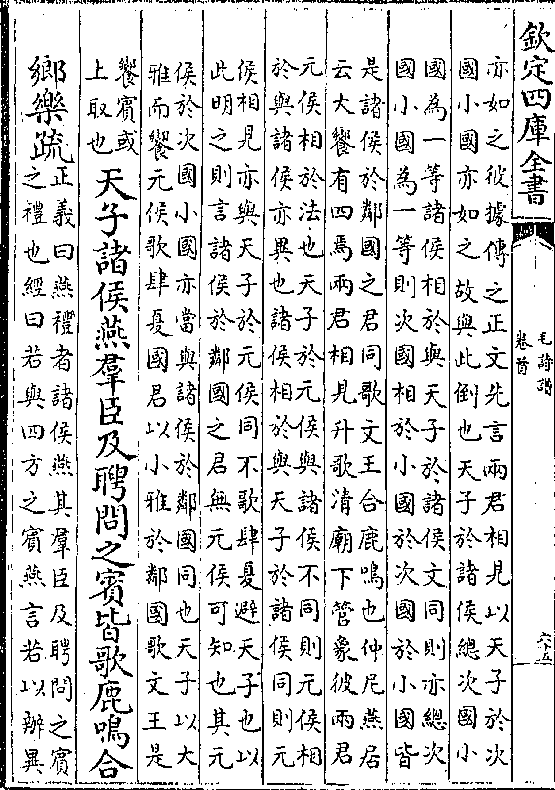 欽定四庫全書
毛詩譜
卷首
六十五
亦如之彼據傳之正文先言兩君相見以天子於次
國小國亦如之故與此倒也天子於諸侯總次國小
國為一等諸侯相於與天子於諸侯文同則亦總次
國小國為一等則次國相於小國於次國於小國皆
是諸侯於鄰國之君同歌文王合鹿鳴也仲尼燕居
云大饗有四焉兩君相見升歌清廟下管象彼兩君
元侯相於法也天子於元侯與諸侯不同則元侯相
於與諸侯亦異也諸侯相於與天子於諸侯同則元
侯相見亦與天子於元侯同不歌肆夏避天子也以
此明之則言諸侯於鄰國之君無元侯可知也其元
侯於次國小國亦當與諸侯於鄰國同也天子以大
雅而饗元侯歌肆夏國君以小雅於鄰國歌文王是
饗賓或
上取也
天子諸侯燕羣臣及聘問之賓皆歌鹿鳴合
鄉樂疏
正義曰燕禮者諸侯燕其羣臣及聘問之賓
之禮也經曰若與四方之賓燕言若以辨異